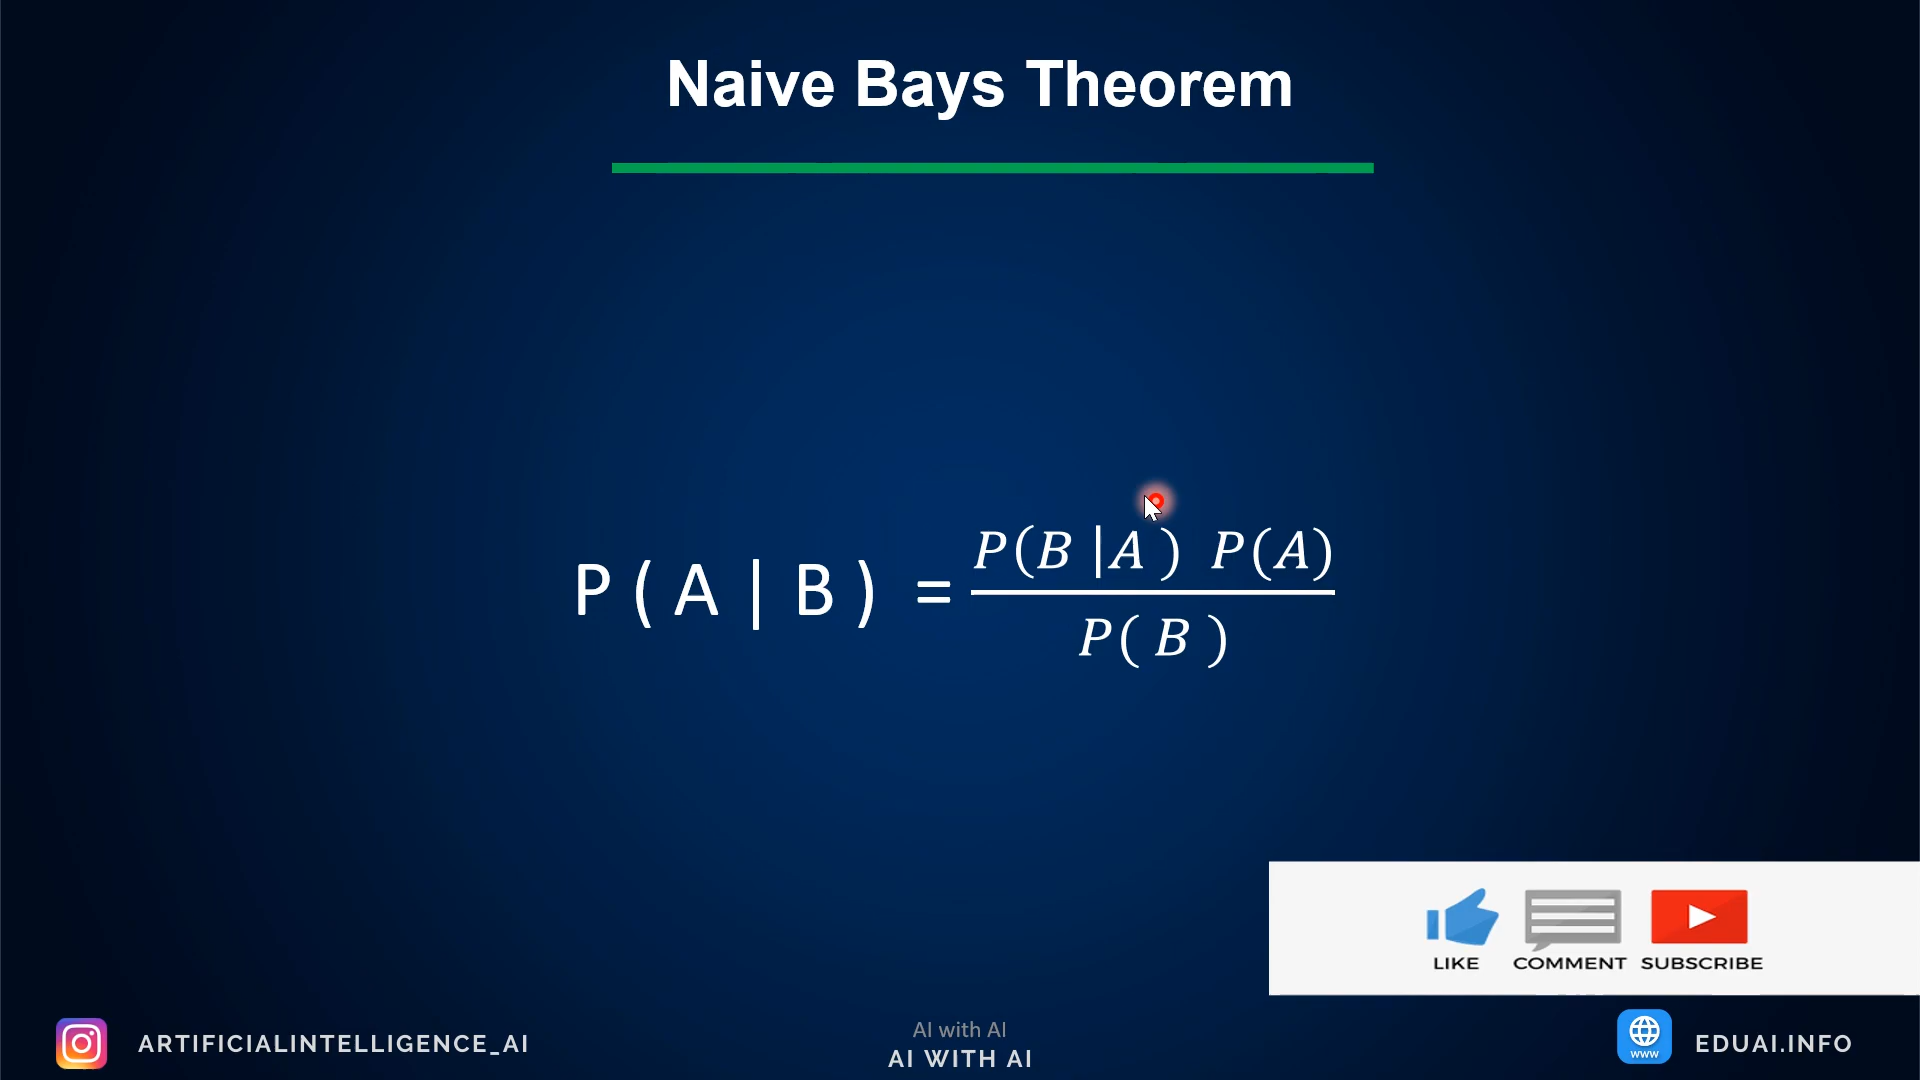 Naive Bays Theorem
P ( A | B ) = P(B |A ) P(A)
P( B )
LIKE COMMENT SUBSCRIBE
ARTIFICIALINTELLIGENCE_AI
AI with AI
AI WITH AI
www
EDUAI.INFO